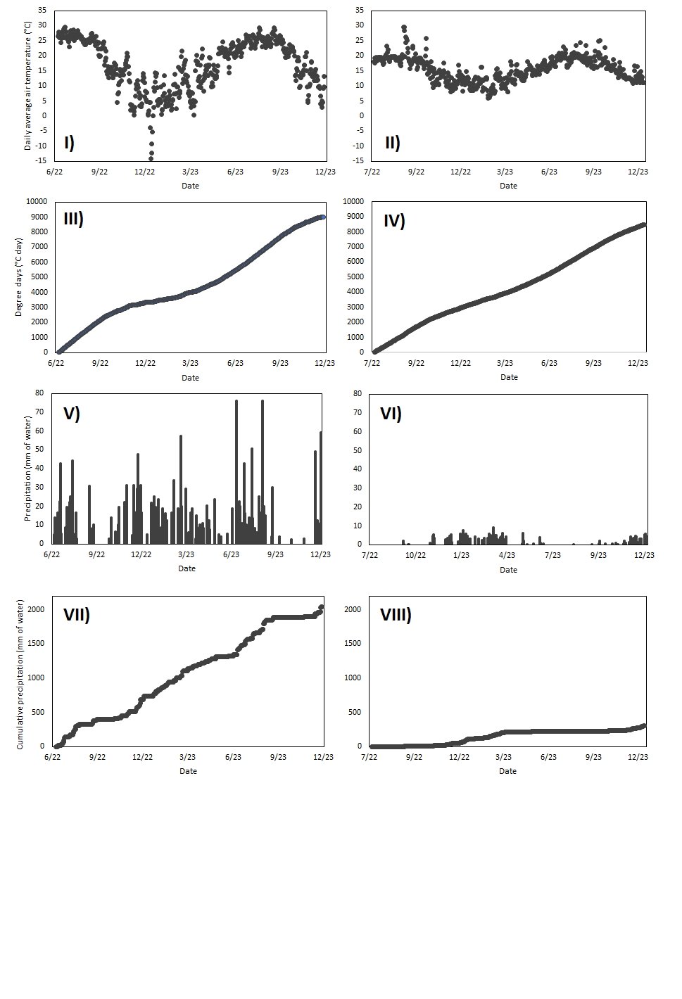 Daily average air temperature (°C)
35
30
25
20
15
10
5
0
-5
-10
-15
I)
6/22 9/22 12/22 3/23 6/23 9/23 12/23
Date
35
30
25
20
15
10
5
0
-5
-10
-15
II)
7/22 9/22 12/22 3/23 6/23 9/23 12/23
Date
Degree days (°C day)
10000
9000
8000
7000
6000
5000
4000
3000
2000
1000
0
III)
6/22 9/22 12/22 3/23 6/23 9/23 12/23
Date
10000
9000
8000
7000
6000
5000
4000
3000
2000
1000
0
IV)
7/22 9/22 12/22 3/23 6/23 9/23 12/23
Date
Precipitation (mm of water)
80
70
60
50
40
30
20
10
0
V)
6/22 9/22 12/22 3/23 6/23 9/23 12/23
Date
80
70
60
50
40
30
20
10
0
VI)
7/22 10/22 1/23 4/23 7/23 9/23 12/23
Date
Cumulative precipitation (mm of water)
2000
1500
1000
500
0
VII)
6/22 9/22 12/22 3/23 6/23 9/23 12/23
Date
2000
1500
1000
500
0
VIII)
7/22 9/22 12/22 3/23 6/23 9/23 12/23
Date